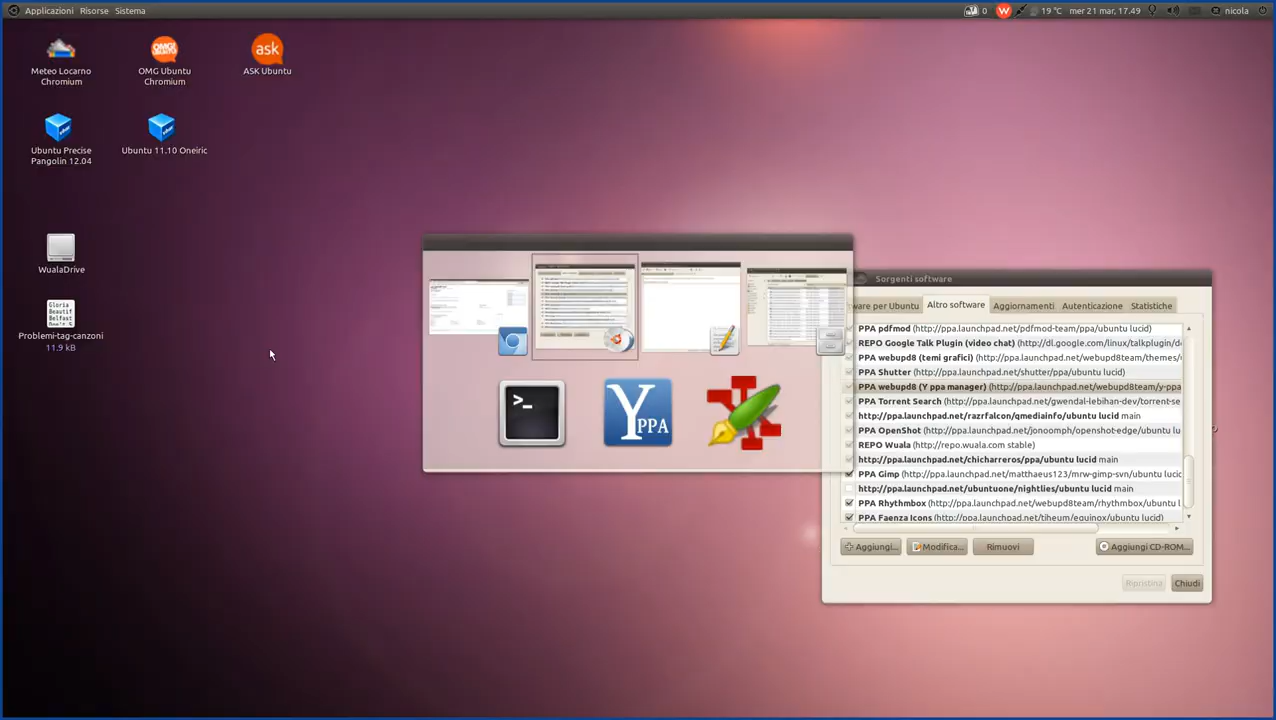 Applicazioni Risorse Sistema
0 W 19 °C mer 21 mar, 17.49 nicola
Meteo Locarno
Chromium
OMG!
UBUNTU!
OMG Ubuntu
Chromium
ask
ASK Ubuntu
Ubuntu Precise
Pangolin 12.04
Ubuntu 11.10 Oneiric
WualaDrive
Gloria
Beautif
Belfast
Problemi-tag-canzoni
11.9 kB
>_
Y PPA
Sorgenti software
ware per Ubuntu Altro software Aggiornamenti Autenticazione Statistiche
PPA pdfmod (http://ppa.launchpad.net/pdfmod-team/ppa/ubuntu lucid)
REPO Google Talk Plugin (video chat) (http://dl.google.com/linux/talkplugin/de
PPA webupd8 (temi grafici) (http://ppa.launchpad.net/webupd8team/themes/
PPA Shutter (http://ppa.launchpad.net/shutter/ppa/ubuntu lucid)
PPA webupd8 (Y ppa manager) (http://ppa.launchpad.net/webupd8team/y-ppa
PPA Torrent Search (http://ppa.launchpad.net/gwendal-lebihan-dev/torrent-se
http://ppa.launchpad.net/razrfalcon/qmediainfo/ubuntu lucid main
PPA OpenShot (http://ppa.launchpad.net/jonoomph/openshot-edge/ubuntu lu
REPO Wuala (http://repo.wuala.com stable)
http://ppa.launchpad.net/chicharreros/ppa/ubuntu lucid main
PPA Gimp (http://ppa.launchpad.net/matthaeus123/mrw-gimp-svn/ubuntu lucid
http://ppa.launchpad.net/ubuntuone/nightlies/ubuntu lucid main
PPA Rhythmbox (http://ppa.launchpad.net/webupd8team/rhythmbox/ubuntu l
PPA Faenza Icons (http://ppa.launchpad.net/tiheum/equinox/ubuntu lucid)
Aggiungi... Modifica... Rimuovi Aggiungi CD-ROM...
Ripristina Chiudi